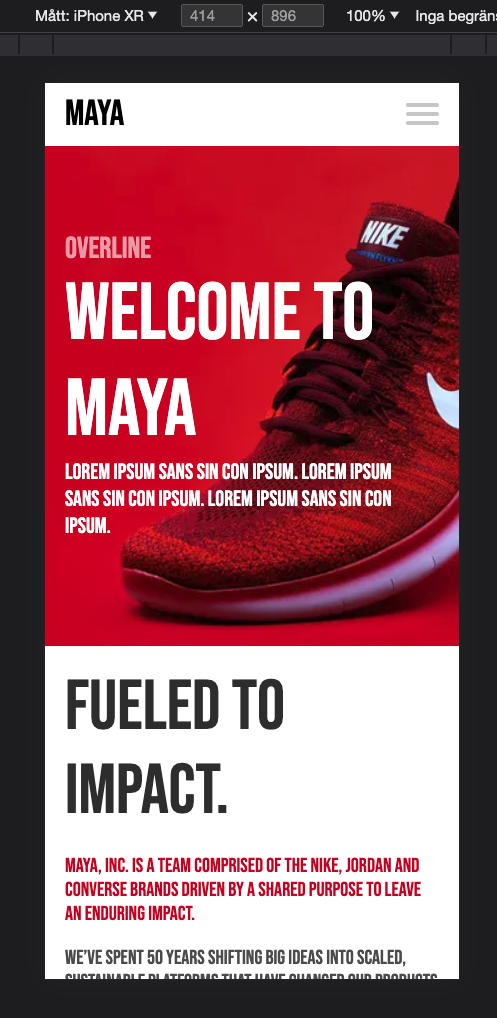 Mått: iPhone XR ▼ 414 × 896 100% ▼ Inga begräns
MAYA
NIKE
OVERLINE
WELCOME TO
MAYA
LOREM IPSUM SANS SIN CON IPSUM. LOREM IPSUM
SANS SIN CON IPSUM. LOREM IPSUM SANS SIN CON
IPSUM.
FUELED TO
IMPACT.
MAYA, INC. IS A TEAM COMPRISED OF THE NIKE, JORDAN AND
CONVERSE BRANDS DRIVEN BY A SHARED PURPOSE TO LEAVE
AN ENDURING IMPACT.
WE'VE SPENT 50 YEARS SHIFTING BIG IDEAS INTO SCALED,
SUSTAINABLE PLATFORMS THAT HAVE CHANGED OUR PRODUCTS